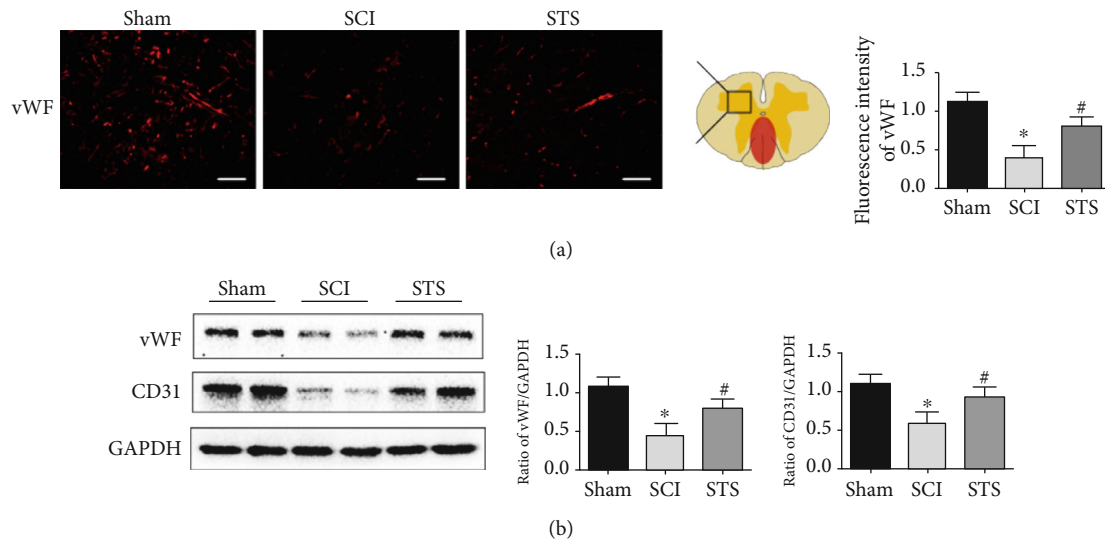 Sham SCI STS
vWF
Fluorescence intensity
of vWF
1.5
1.0
0.5
0.0
*
#
Sham SCI STS
(a)
Sham SCI STS
vWF
CD31
GAPDH
Ratio of vWF/GAPDH
1.5
1.0
0.5
0.0
*
#
Sham SCI STS
Ratio of CD31/GAPDH
1.5
1.0
0.5
0.0
*
#
Sham SCI STS
(b)